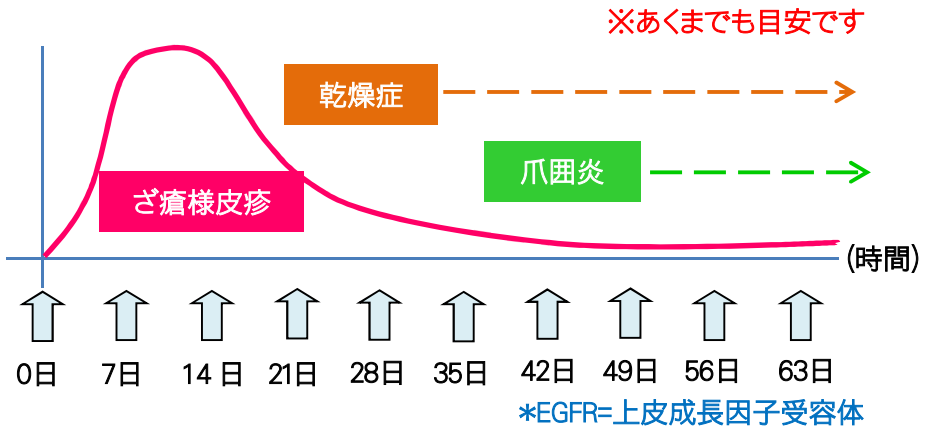 ※あくまでも目安です
乾燥症
爪囲炎
ざ瘡様皮疹
(時間)
0日 7日 14日 21日 28日 35日 42日 49日 56日 63日
*EGFR=上皮成長因子受容体